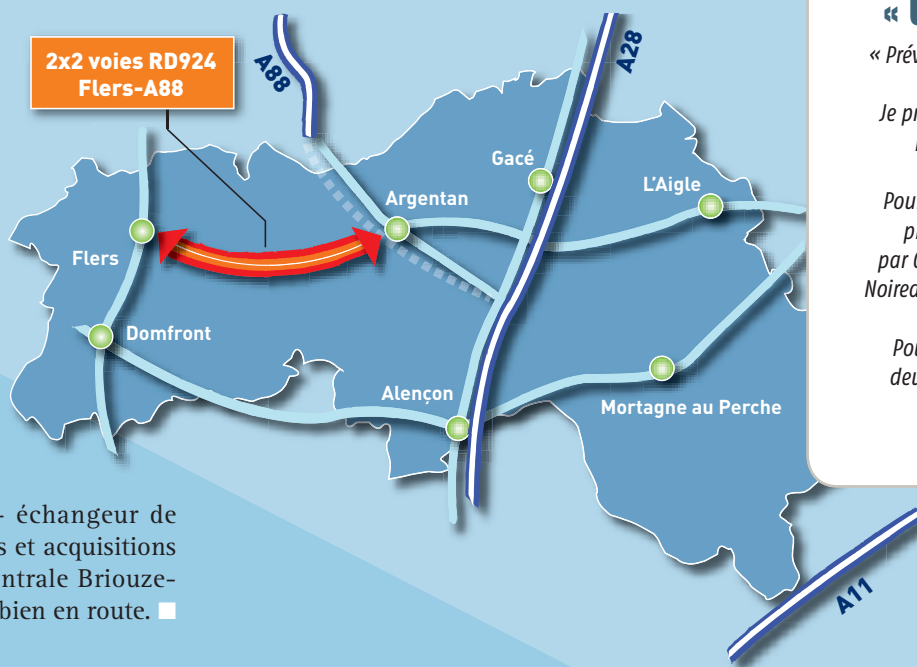 2x2 voies RD924
Flers-A88
A88
A28
Gacé
L'Aigle
Argentan
Flers
Domfront
Alençon
Mortagne au Perche
A11
échangeur de
s et acquisitions
ntrale Briouze-
bien en route.
«
« Prév
Je pr
Pou
p
par
Noirea
Pou
deu